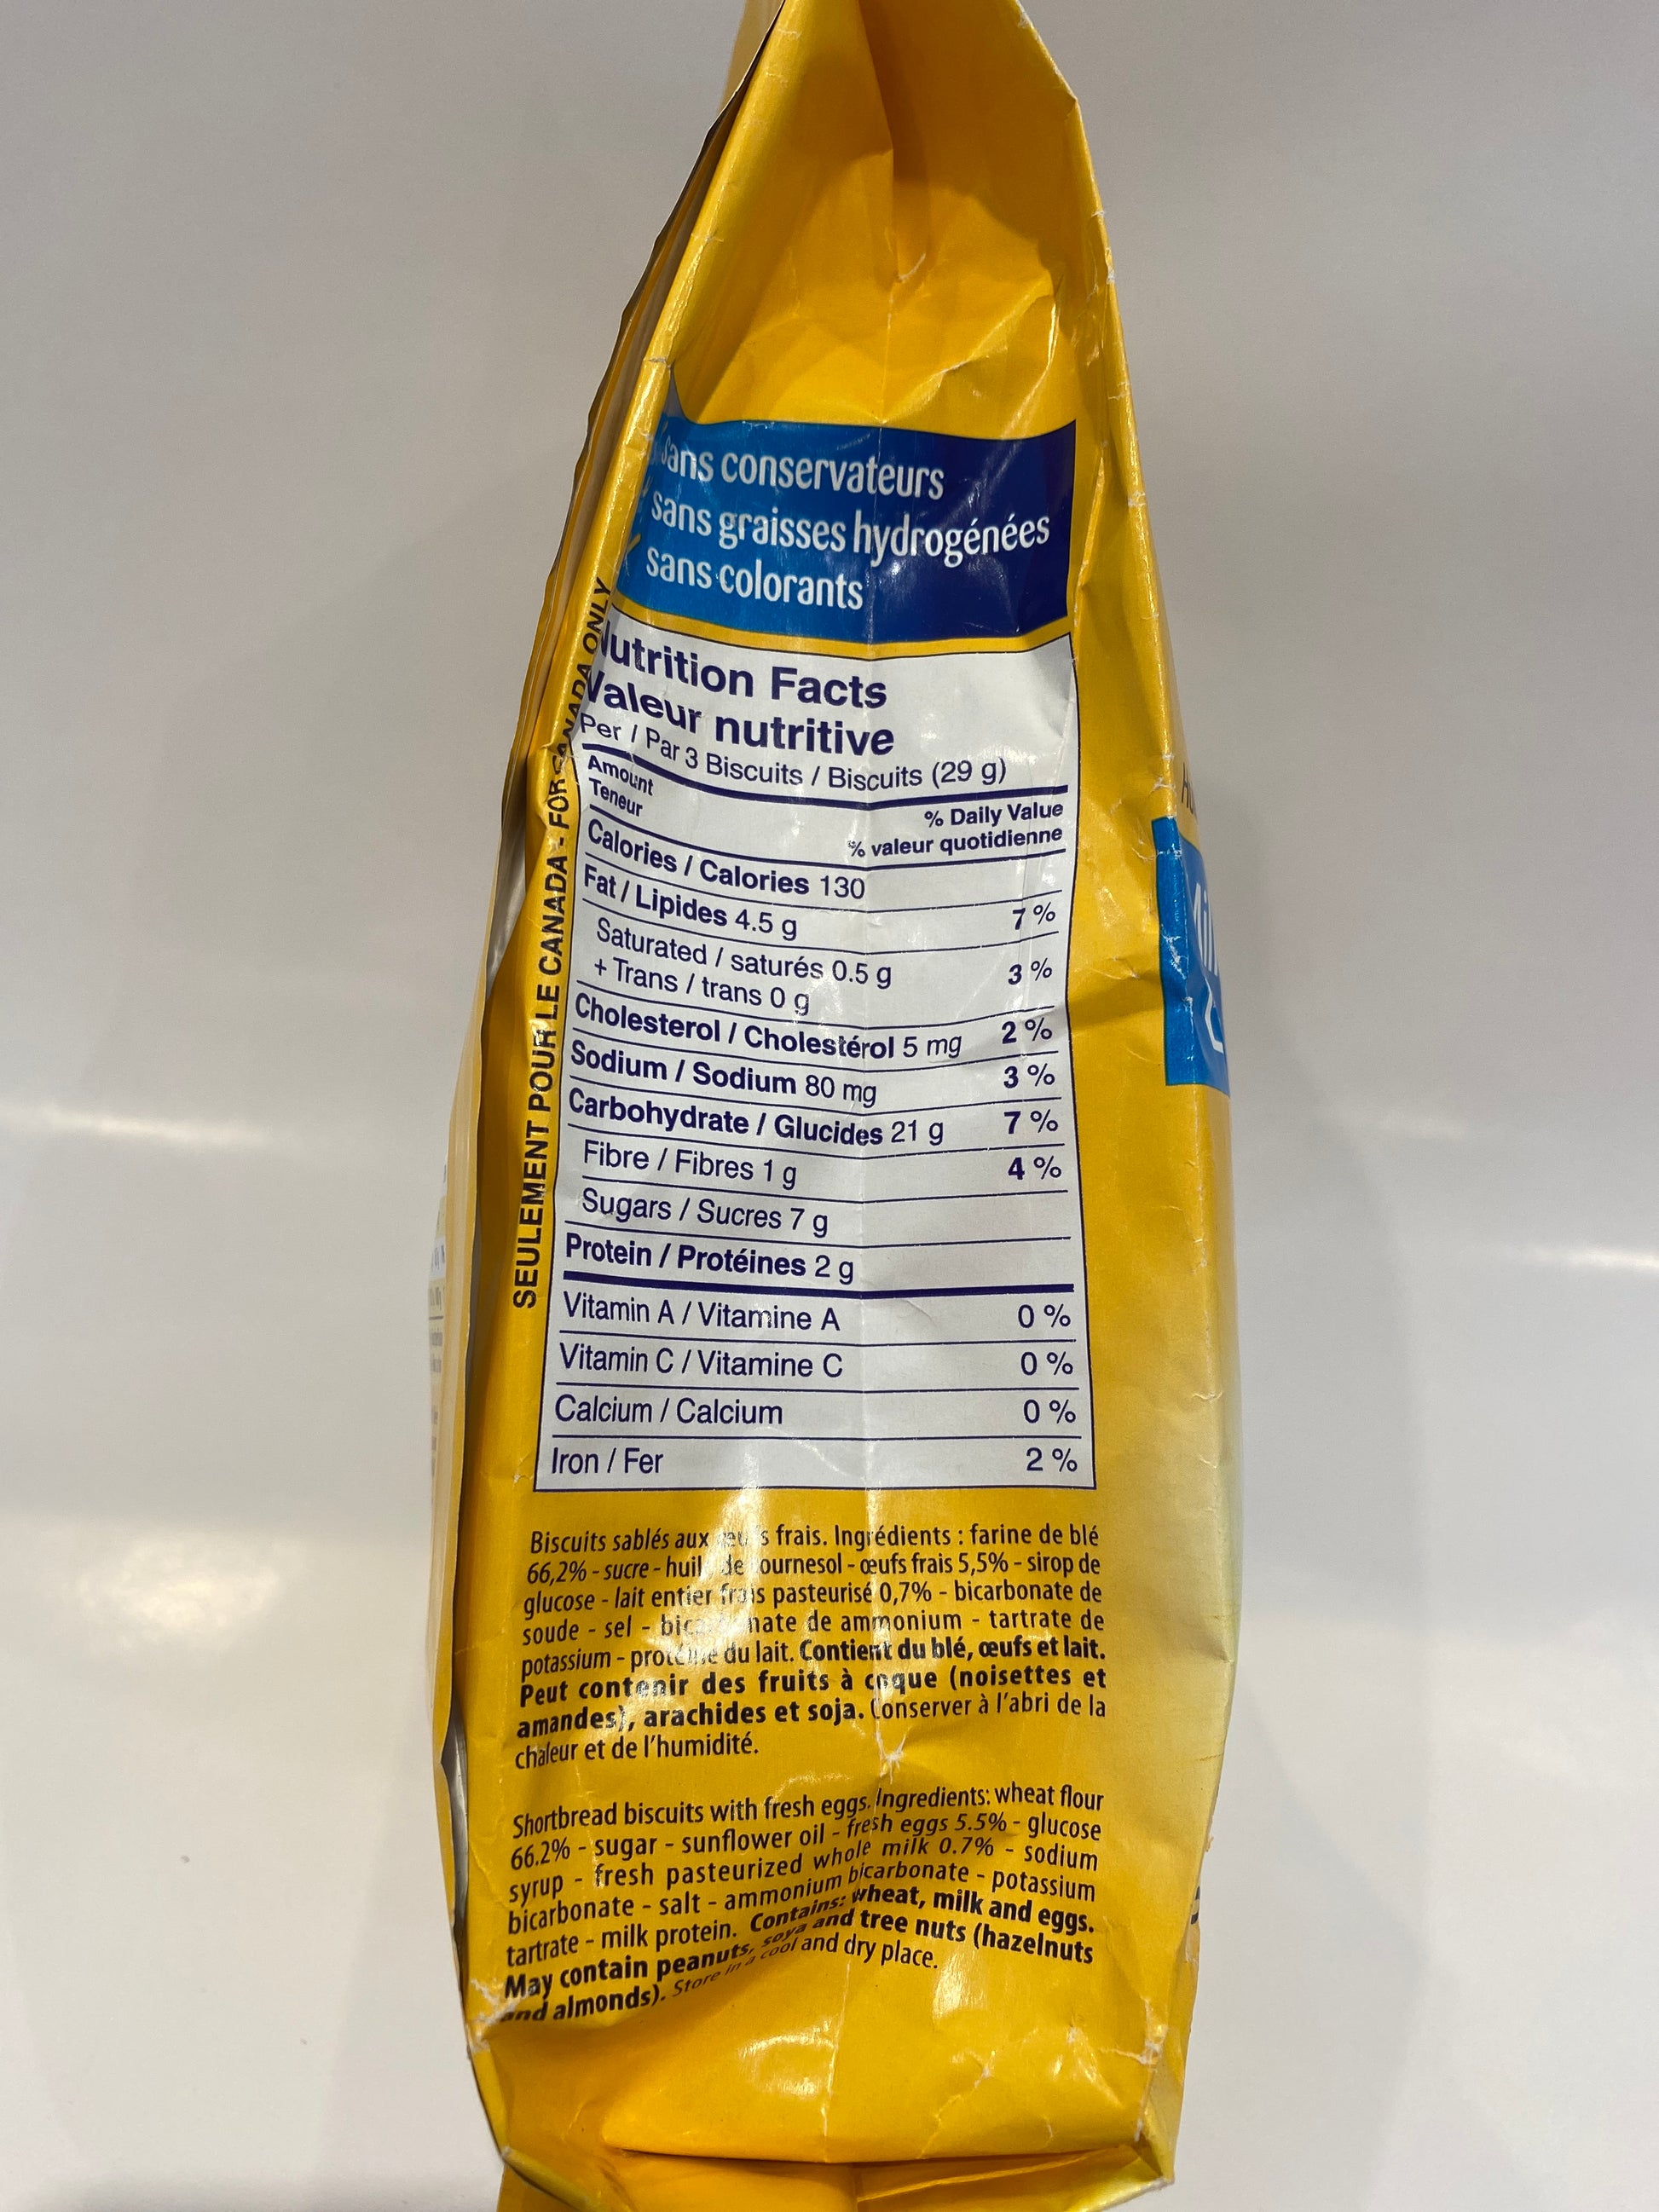 sans conservateurs
sans graisses hydrogénées
sans colorants
SEULEMENT POUR LE CANADA - FOR CANADA ONLY
Nutrition Facts
Valeur nutritive
Per / Par 3 Biscuits / Biscuits (29 g)
Amount
Teneur
% Daily Value
% valeur quotidienne
Calories / Calories 130
Fat / Lipides 4.5 g 7 %
Saturated / saturés 0.5 g
+ Trans / trans 0 g 3 %
Cholesterol / Cholestérol 5 mg 2 %
Sodium / Sodium 80 mg 3 %
Carbohydrate / Glucides 21 g 7 %
Fibre / Fibres 1 g 4 %
Sugars / Sucres 7 g
Protein / Protéines 2 g
Vitamin A / Vitamine A 0 %
Vitamin C / Vitamine C 0 %
Calcium / Calcium 0 %
Iron / Fer 2 %
Biscuits sablés aux œufs frais. Ingrédients : farine de blé
66,2% - sucre - huile de tournesol - œufs frais 5,5% - sirop de
glucose - lait entier frais pasteurisé 0,7% - bicarbonate de
soude - sel - bicarbonate de ammonium - tartrate de
potassium - protéine du lait. Contient du blé, œufs et lait.
Peut contenir des fruits à coque (noisettes et
amandes), arachides et soja. Conserver à l'abri de la
chaleur et de l'humidité.
Shortbread biscuits with fresh eggs. Ingredients: wheat flour
66.2% - sugar - sunflower oil - fresh eggs 5.5% - glucose
syrup - fresh pasteurized whole milk 0.7% - sodium
bicarbonate - salt - ammonium bicarbonate - potassium
tartrate - milk protein. Contains: wheat, milk and eggs.
May contain peanuts, soya and tree nuts (hazelnuts
and almonds). Store in a cool and dry place.